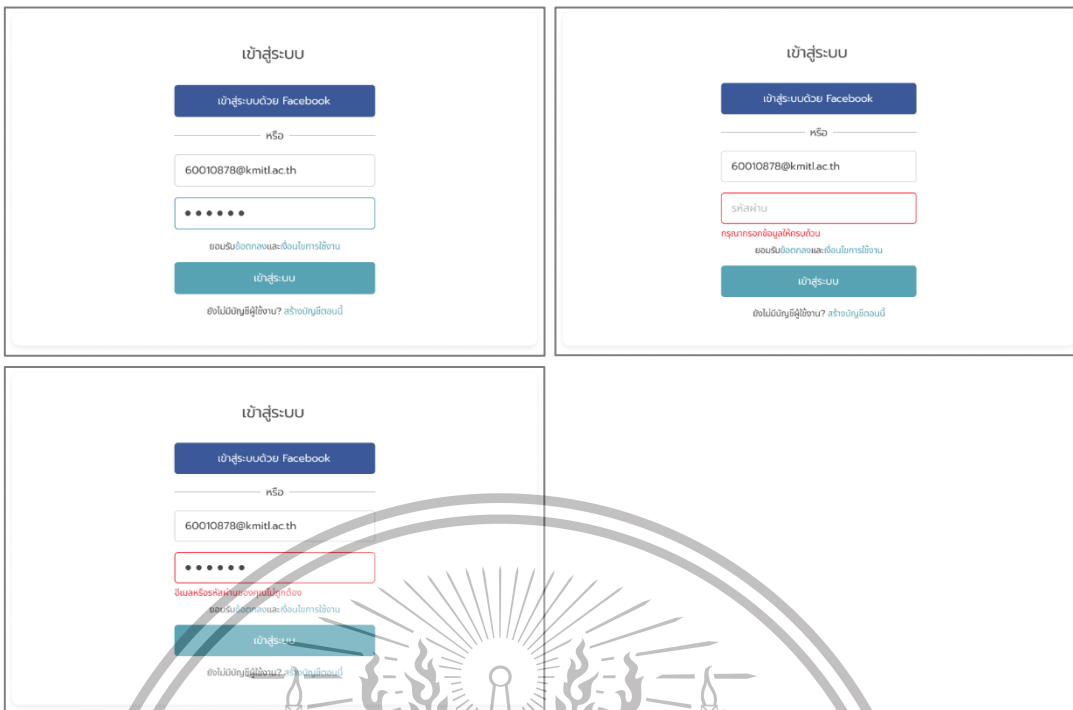 เข้าสู่ระบบ
เข้าสู่ระบบด้วย Facebook
หรือ
60010878@kmitl.ac.th
ยอมรับข้อตกลงและเงื่อนไขการใช้งาน
เข้าสู่ระบบ
ยังไม่มีบัญชีผู้ใช้งาน? สร้างบัญชีตอนนี้
เข้าสู่ระบบ
เข้าสู่ระบบด้วย Facebook
หรือ
60010878@kmitl.ac.th
รหัสผ่าน
กรุณากรอกข้อมูลให้ครบถ้วน
ยอมรับข้อตกลงและเงื่อนไขการใช้งาน
เข้าสู่ระบบ
ยังไม่มีบัญชีผู้ใช้งาน? สร้างบัญชีตอนนี้
เข้าสู่ระบบ
เข้าสู่ระบบด้วย Facebook
หรือ
60010878@kmitl.ac.th
อีเมลหรือรหัสผ่านของคุณไม่ถูกต้อง
ยอมรับข้อตกลงและเงื่อนไขการใช้งาน
เข้าสู่ระบบ
ยังไม่มีบัญชีผู้ใช้งาน? สร้างบัญชีตอนนี้